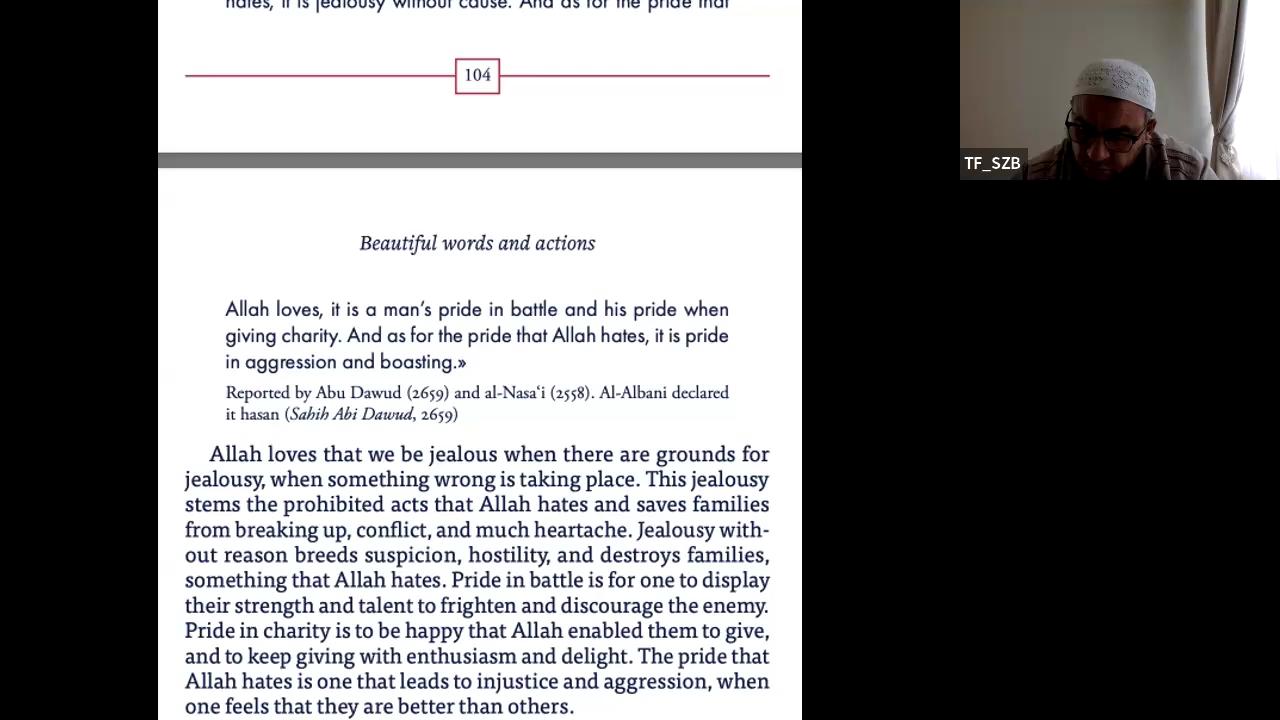 hates, it is jealousy without cause. And as for the pride that
104
TF_SZB
Beautiful words and actions
Allah loves, it is a man’s pride in battle and his pride when
giving charity. And as for the pride that Allah hates, it is pride
in aggression and boasting.»
Reported by Abu Dawud (2659) and al-Nasa‘i (2558). Al-Albani declared
it hasan (Sahih Abi Dawud, 2659)
Allah loves that we be jealous when there are grounds for
jealousy, when something wrong is taking place. This jealousy
stems the prohibited acts that Allah hates and saves families
from breaking up, conflict, and much heartache. Jealousy with-
out reason breeds suspicion, hostility, and destroys families,
something that Allah hates. Pride in battle is for one to display
their strength and talent to frighten and discourage the enemy.
Pride in charity is to be happy that Allah enabled them to give,
and to keep giving with enthusiasm and delight. The pride that
Allah hates is one that leads to injustice and aggression, when
one feels that they are better than others.